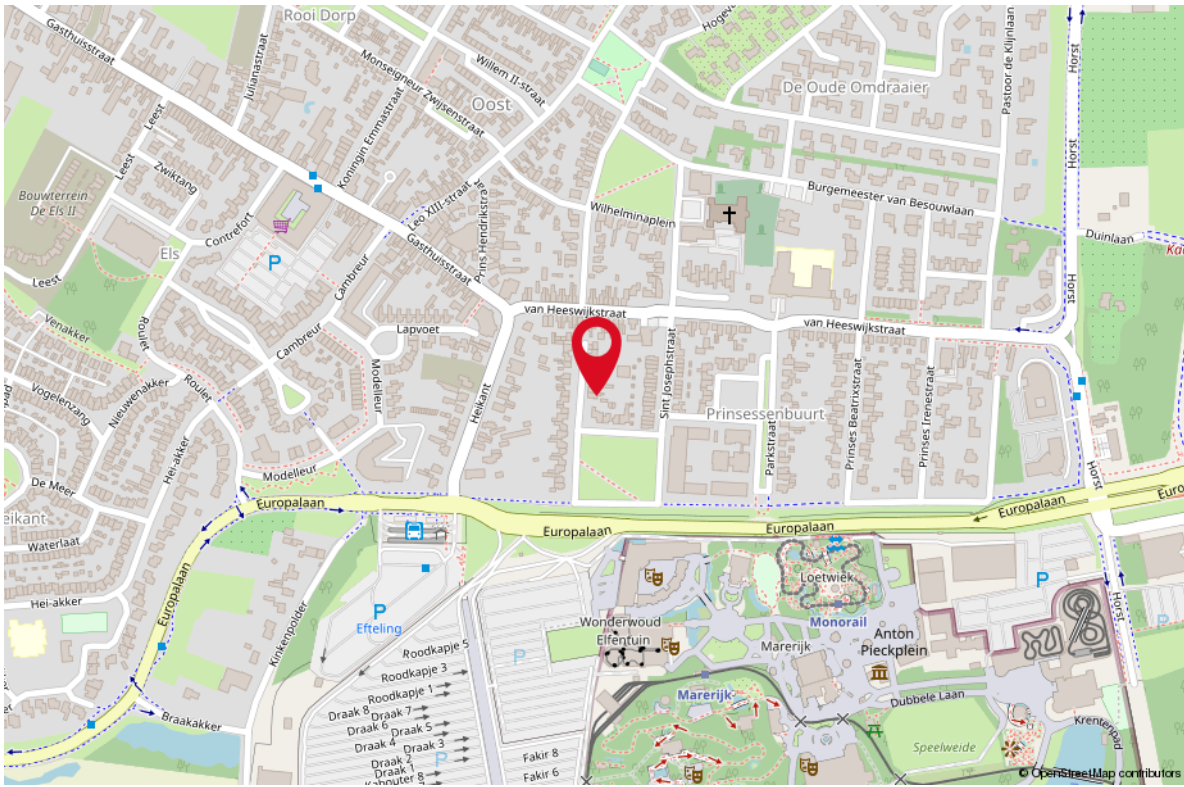 Rooi Dorp
Gasthuisstraat
Julianastraat
Monseigneur Zwijsenstraat
Willem II-straat
Oost
De Oude Omdraaier
Pastoor de Klijnlaan
Horst
Horst
Leest
Leest
Zwiktang
Koningin Emmastraat
Bouwterrein
De Els II
Contrefort
Leo XIII-straat
Prins Hendrikstraat
Wilhelminaplein
Burgemeester van Besouwlaan
Duinlaan
Els
P
Gasthuisstraat
Leest
Cambreur
Horst
Venakker
Roulet
Cambreur
Lapvoet
van Heeswijkstraat
van Heeswijkstraat
Modelleur
Sint Josephstraat
Roulet
Nieuwenakker
Vogelenzang
Heikant
Prinsessenbuurt
Parkstraat
Prinses Beatrixstraat
Prinses Irenestraat
Hei-akker
De Meer
Modelleur
Horst
Europalaan
Europalaan
Europalaan
Europalaan
Waterlaat
Europalaan
Loetwiek
P
Hei-akker
P
Efteling
Kinkenpolder
Wonderwoud
Elfentuin
Monorail
Anton
Pieckplein
Marerijk
Horst
P
Roodkapje 5
P
Roodkapje 3
Roodkapje 1
Marerijk
Dubbele Laan
Draak 8
Draak 7
Draak 6
Draak 5
Draak 4
Draak 3
Draak 2
Draak 1
Kabouter 8
P
Braakakker
Fakir 8
Fakir 6
Speelweide
Krentenpad
© OpenStreetMap contributors